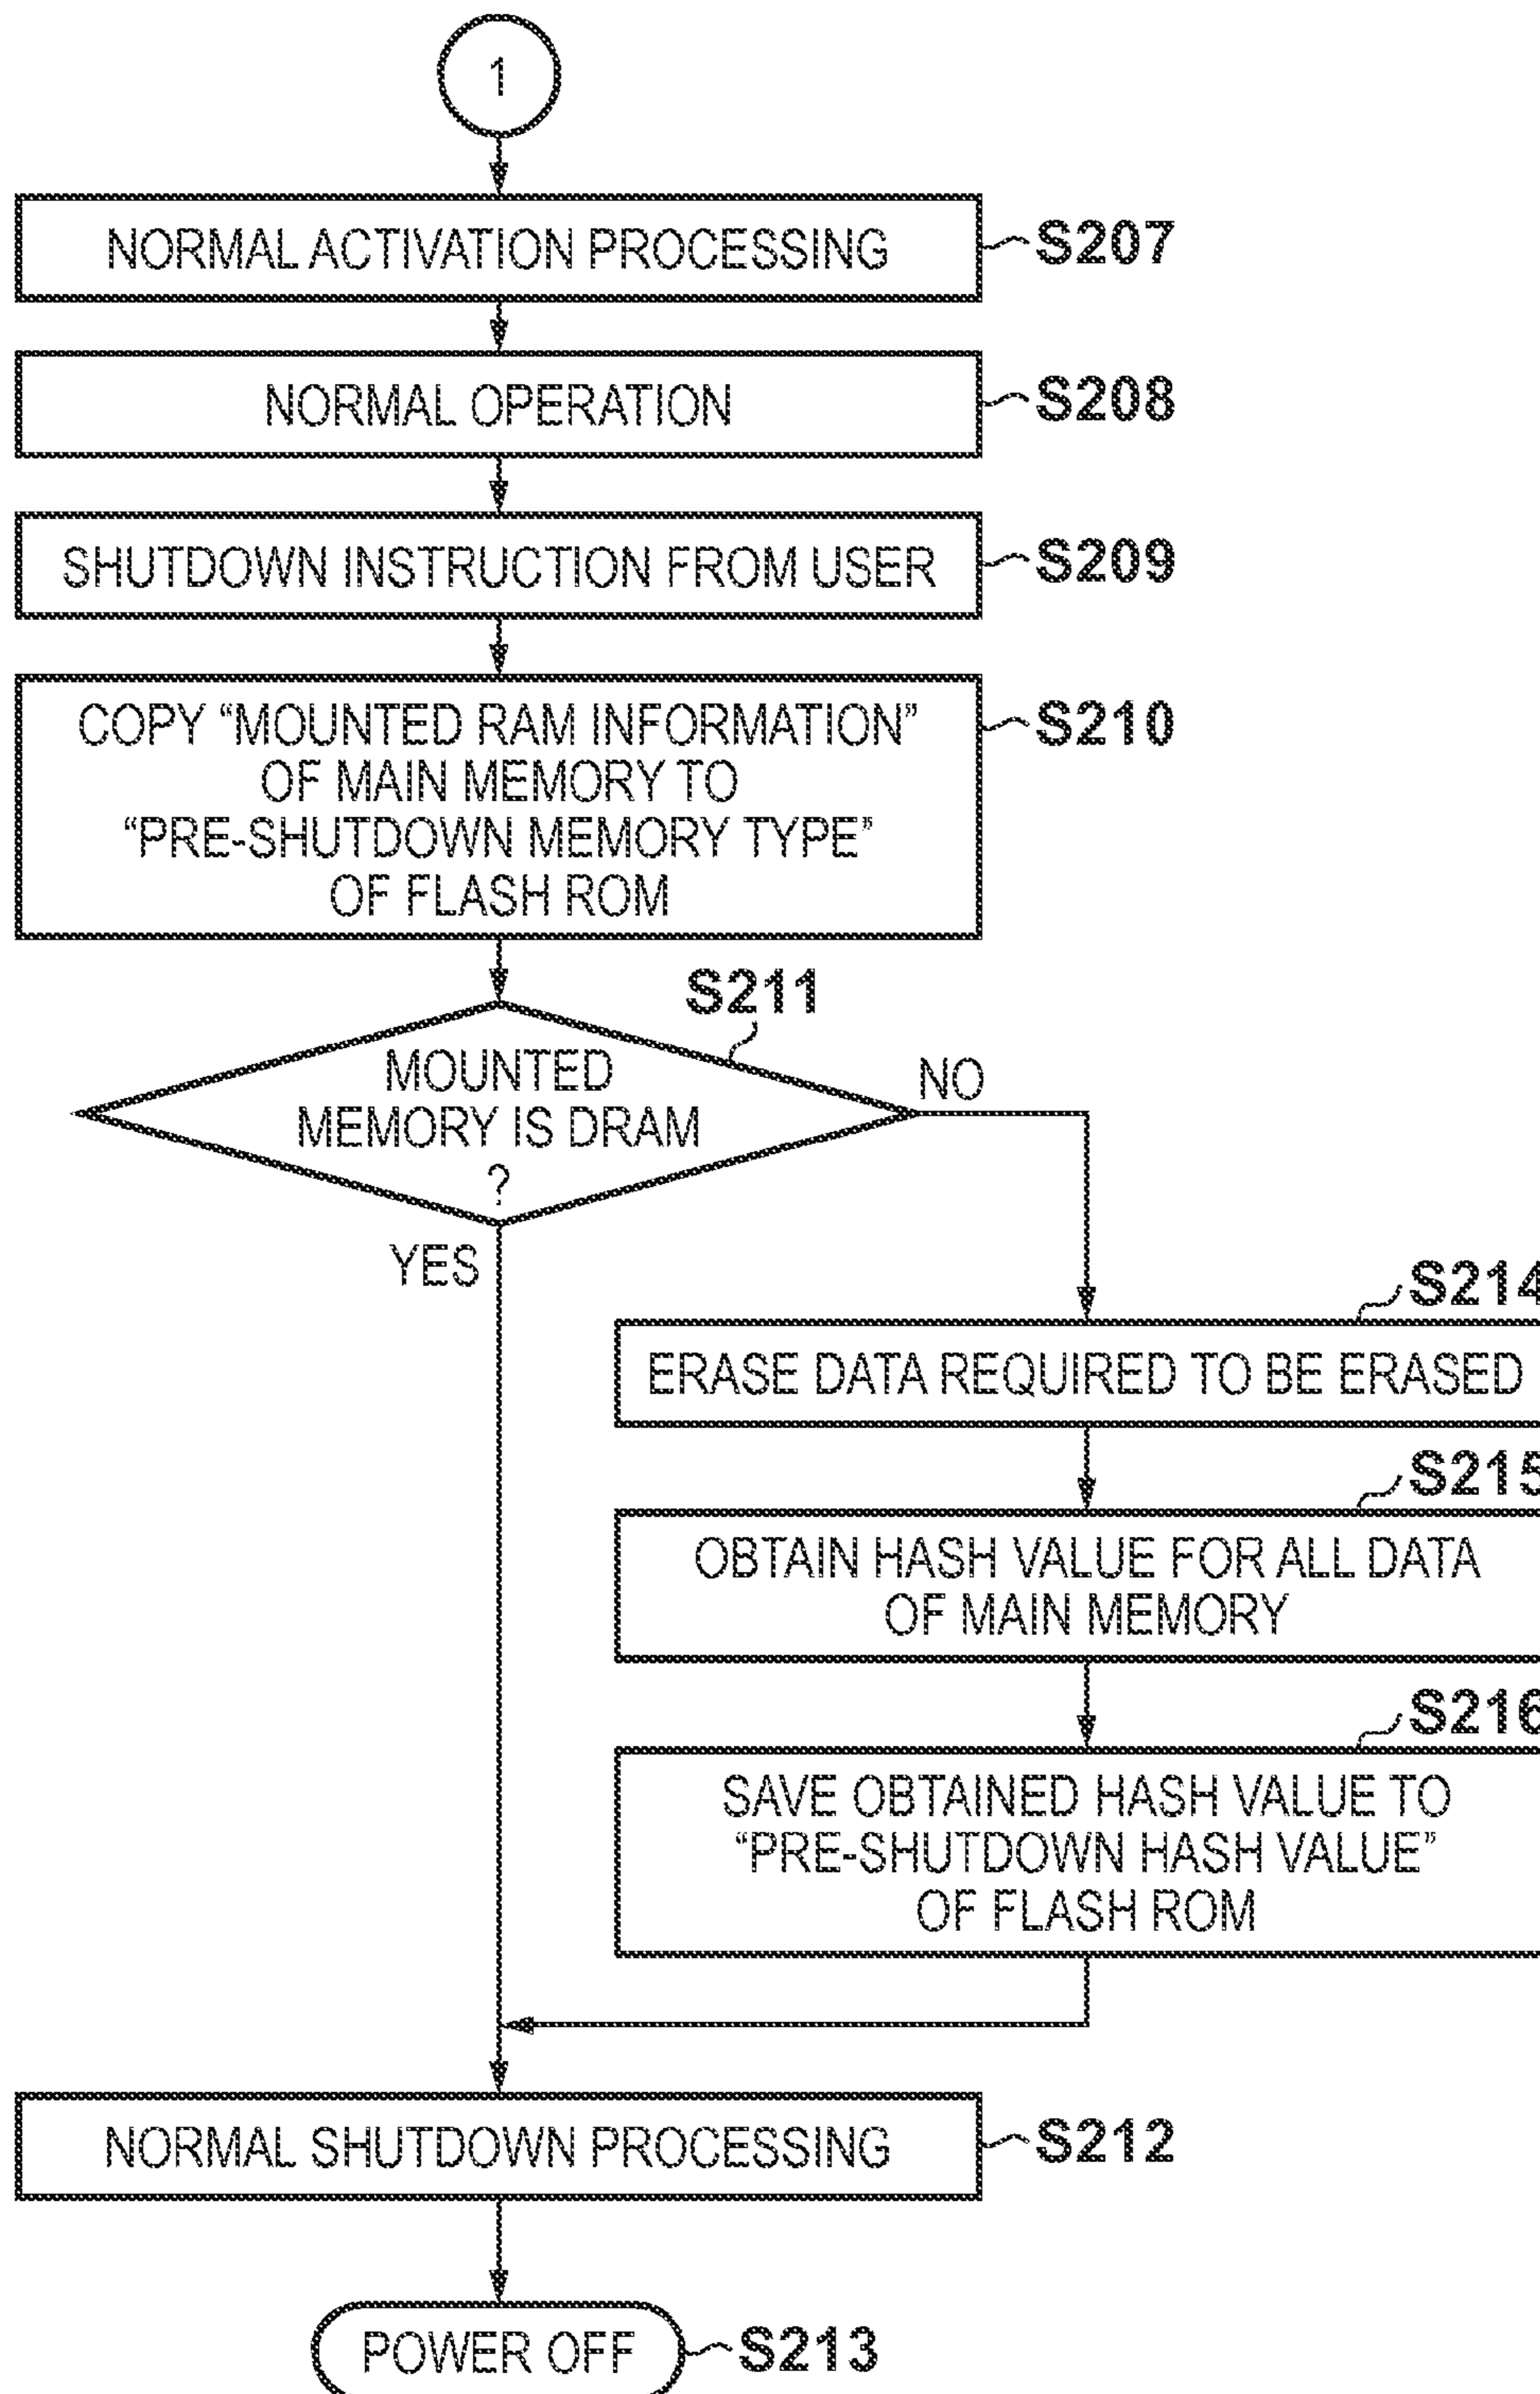 1
NORMAL ACTIVATION PROCESSING
S207
NORMAL OPERATION
S208
SHUTDOWN INSTRUCTION FROM USER
S209
COPY “MOUNTED RAM INFORMATION”
OF MAIN MEMORY TO
“PRE-SHUTDOWN MEMORY TYPE”
OF FLASH ROM
S210
S211
MOUNTED
MEMORY IS DRAM
?
NO
YES
S214
ERASE DATA REQUIRED TO BE ERASED
S215
OBTAIN HASH VALUE FOR ALL DATA
OF MAIN MEMORY
S216
SAVE OBTAINED HASH VALUE TO
“PRE-SHUTDOWN HASH VALUE”
OF FLASH ROM
NORMAL SHUTDOWN PROCESSING
S212
POWER OFF
S213